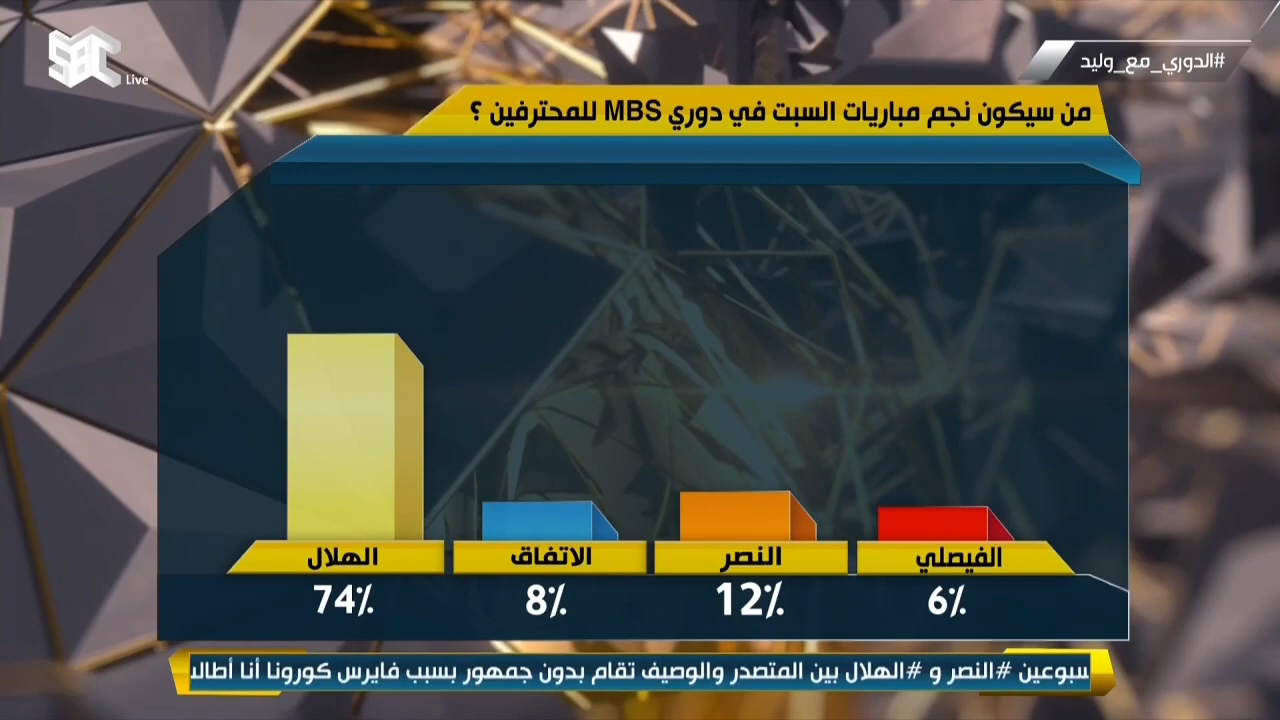 SBC
Live
#الدوري_مع_وليد
من سيكون نجم مباريات السبت في دوري MBS للمحترفين ؟
الهلال الاتفاق النصر الفيصلي
74٪ 8٪ 12٪ 6٪
سبوعين #النصر و #الهلال بين المتصدر والوصيف تقام بدون جمهور بسبب فايرس كورونا أنا أطالب